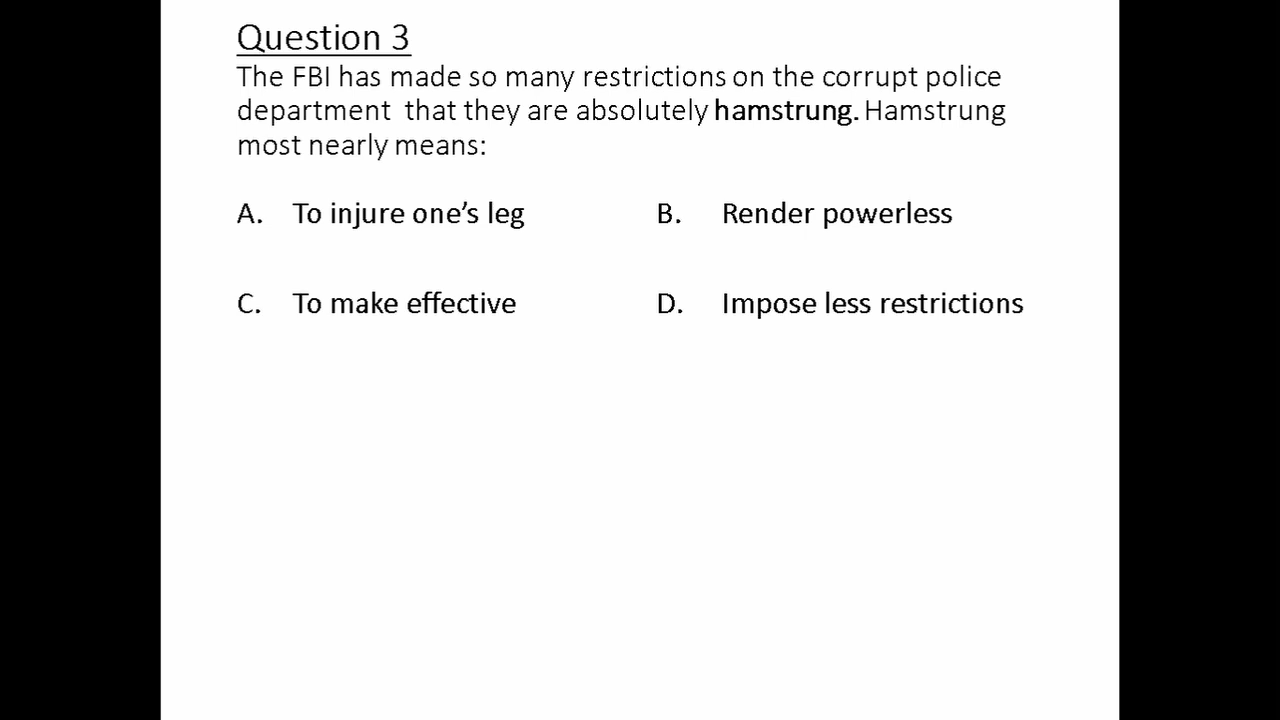 Question 3
The FBI has made so many restrictions on the corrupt police
department that they are absolutely hamstrung. Hamstrung
most nearly means:
A. To injure one’s leg B. Render powerless
C. To make effective D. Impose less restrictions